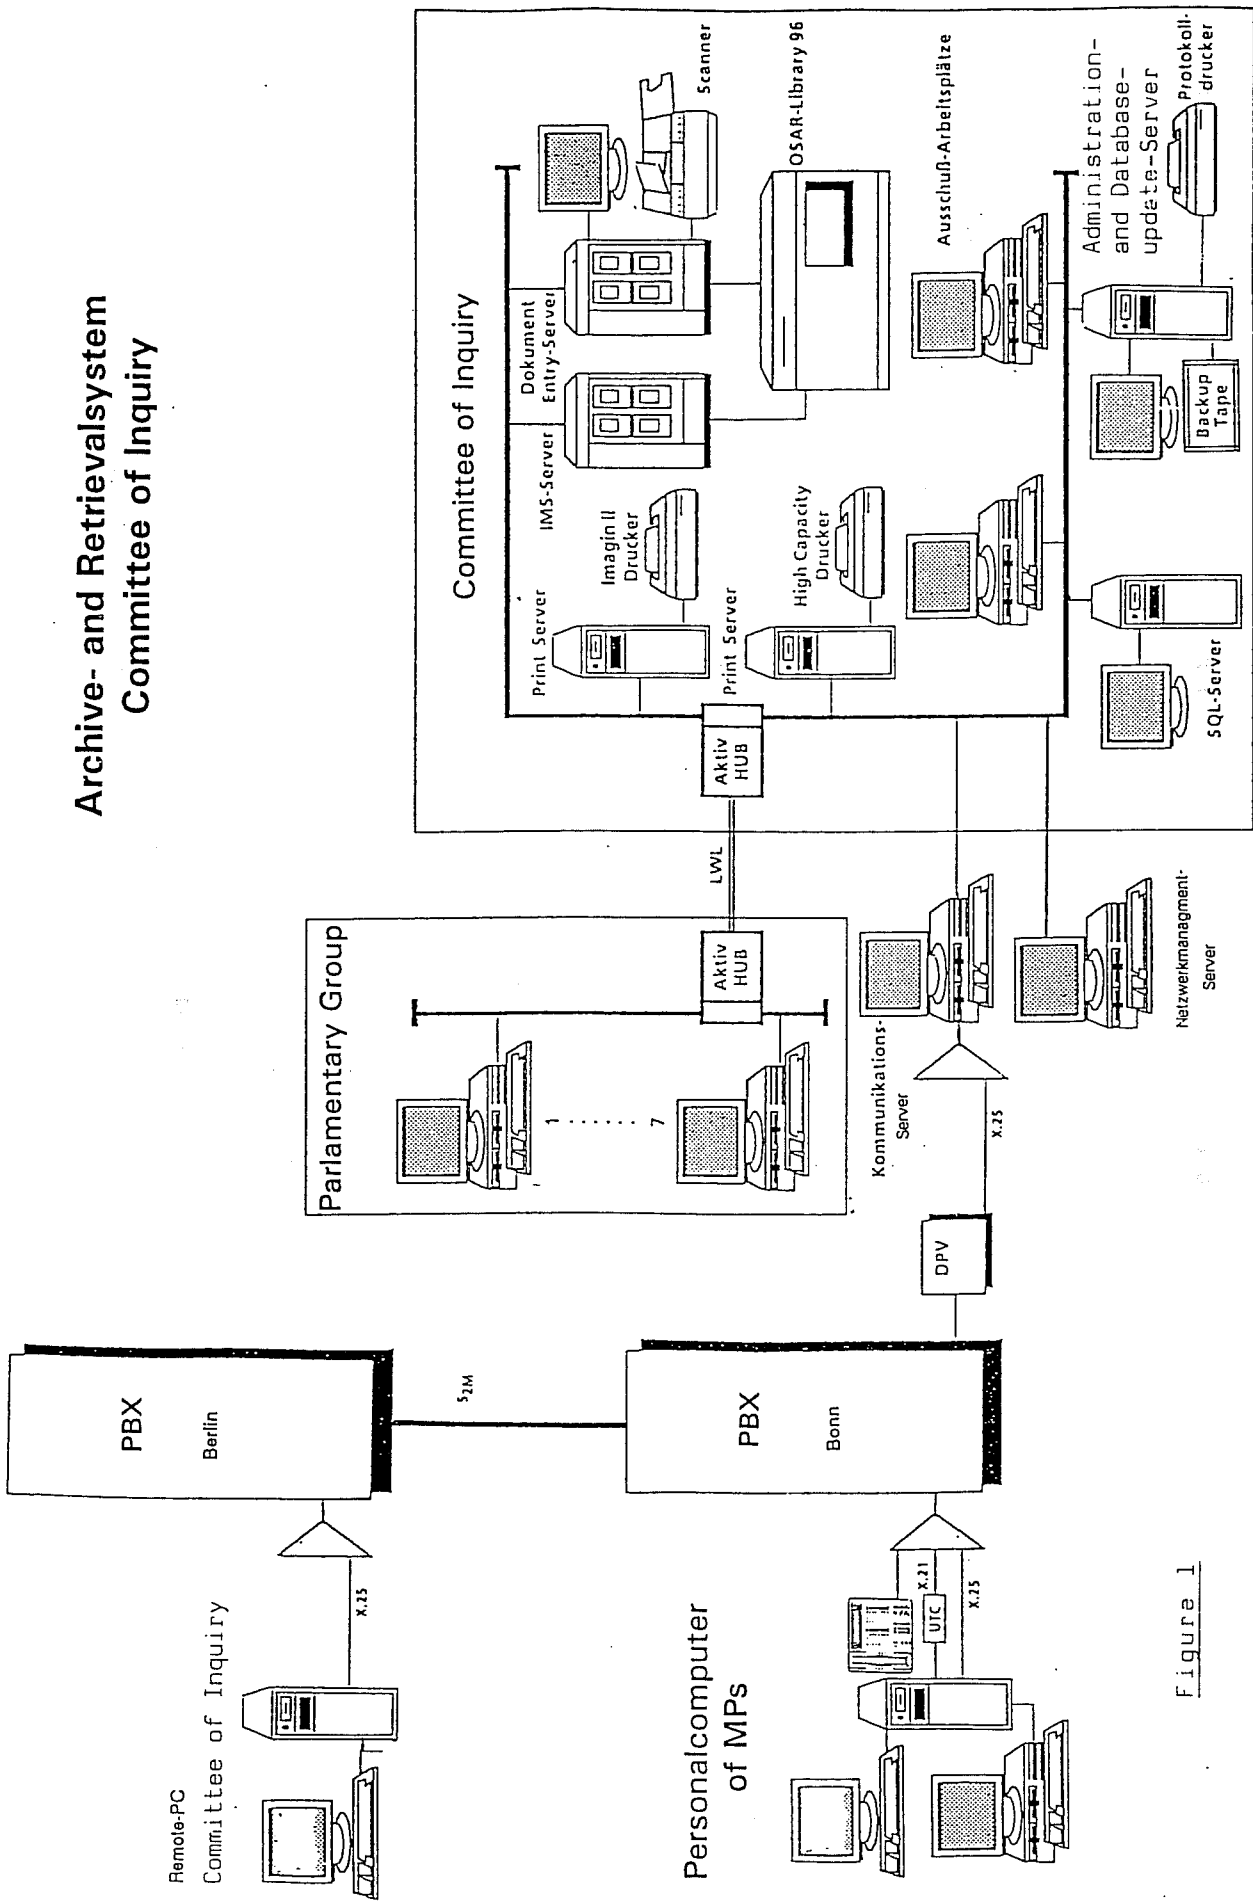 Archive- and Retrievalsystem
Committee of Inquiry
Remote-PC
Committee of Inquiry
X.25
PBX
Berlin
S2M
Parlamentary Group
1 . . . . . . 7
Aktiv
HUB
LWL
Aktiv
HUB
Committee of Inquiry
Print Server
Imagin II
Drucker
IMS-Server
Dokument
Entry-Server
Scanner
Print Server
High Capacity
Drucker
OSAR-Library 96
Ausschuß-Arbeitsplätze
SQL-Server
Backup
Tape
Administration-
and Database-
update-Server
Protokoll-
drucker
Personalcomputer
of MPs
X.21
UTC
X.25
PBX
Bonn
DPV
X.25
Kommunikations-
Server
Netzwerkmanagment-
Server
Figure 1